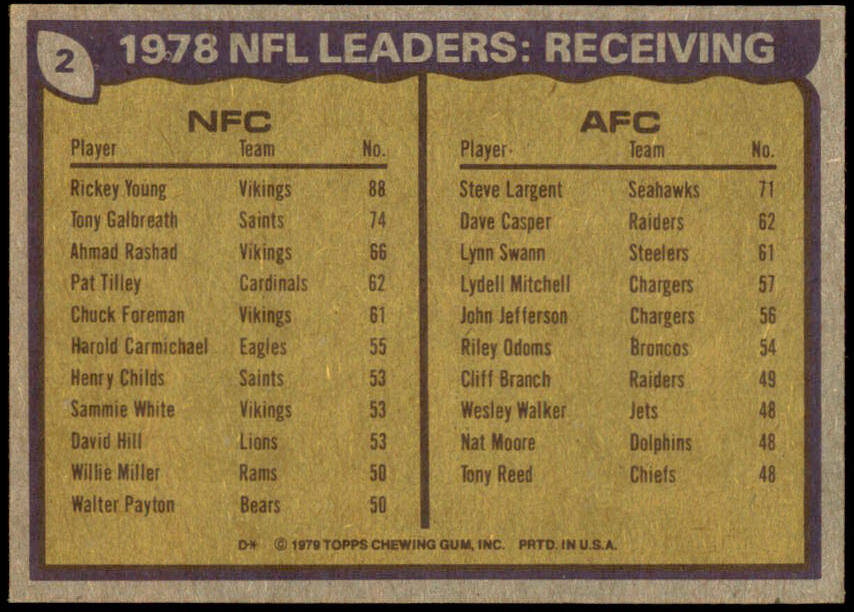 2
1978 NFL LEADERS: RECEIVING
NFC
Player Team No.
Rickey Young Vikings 88
Tony Galbreath Saints 74
Ahmad Rashad Vikings 66
Pat Tilley Cardinals 62
Chuck Foreman Vikings 61
Harold Carmichael Eagles 55
Henry Childs Saints 53
Sammie White Vikings 53
David Hill Lions 53
Willie Miller Rams 50
Walter Payton Bears 50
AFC
Player Team No.
Steve Largent Seahawks 71
Dave Casper Raiders 62
Lynn Swann Steelers 61
Lydell Mitchell Chargers 57
John Jefferson Chargers 56
Riley Odoms Broncos 54
Cliff Branch Raiders 49
Wesley Walker Jets 48
Nat Moore Dolphins 48
Tony Reed Chiefs 48
D* © 1979 TOPPS CHEWING GUM, INC. PRTD. IN U.S.A.